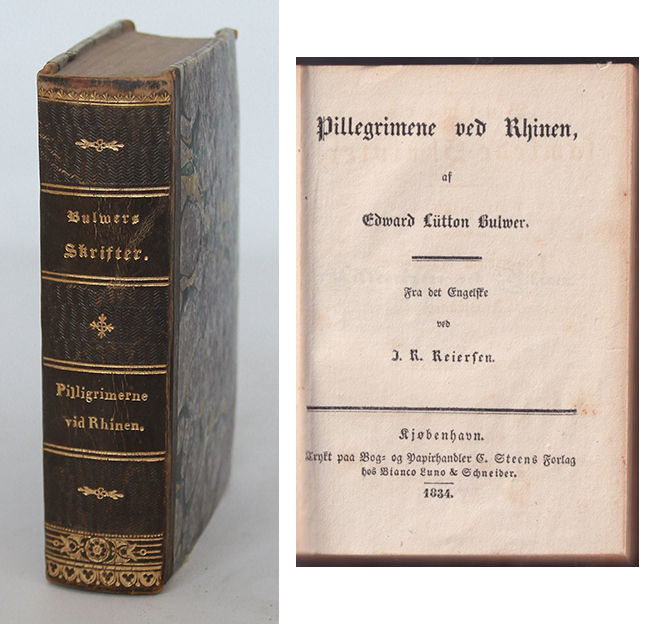 Bulwers
Skrifter.
Pilligrimerne
vid Rhinen.
Pillegrimene ved Rhinen,
af
Edward Lütton Bulwer.
Fra det Engelske
ved
J. R. Reiersen.
Kjøbenhavn.
Trykt paa Bog- og Papirhandler C. Steens Forlag
hos Bianco Luno & Schneider.
1834.